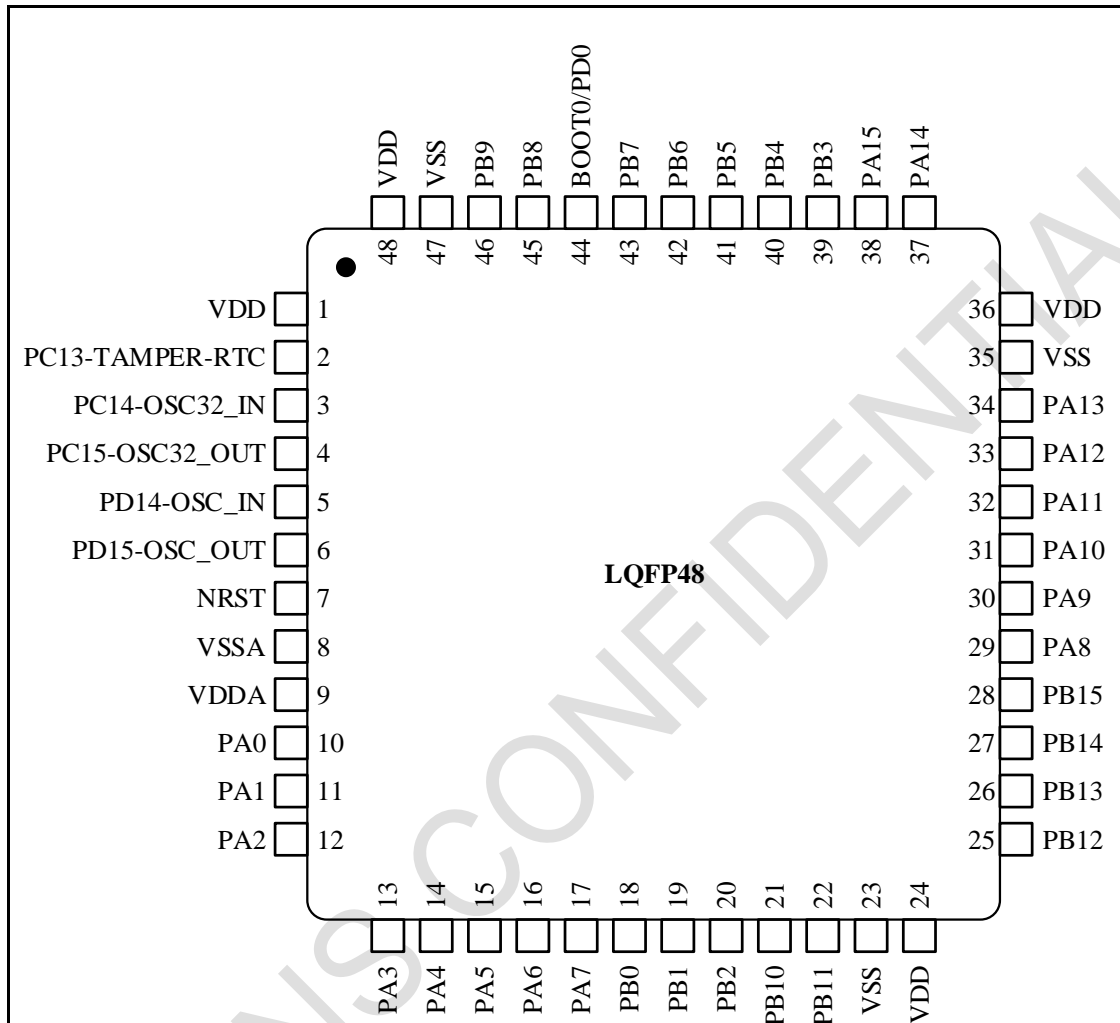 VDD
VSS
PB9
PB8
BOOT0/PD0
PB7
PB6
PB5
PB4
PB3
PA15
PA14
48
47
46
45
44
43
42
41
40
39
38
37
VDD 1
PC13-TAMPER-RTC 2
PC14-OSC32_IN 3
PC15-OSC32_OUT 4
PD14-OSC_IN 5
PD15-OSC_OUT 6
NRST 7
VSSA 8
VDDA 9
PA0 10
PA1 11
PA2 12
36 VDD
35 VSS
34 PA13
33 PA12
32 PA11
31 PA10
30 PA9
29 PA8
28 PB15
27 PB14
26 PB13
25 PB12
LQFP48
13
14
15
16
17
18
19
20
21
22
23
24
PA3
PA4
PA5
PA6
PA7
PB0
PB1
PB2
PB10
PB11
VSS
VDD
NS CONFIDENTIAL